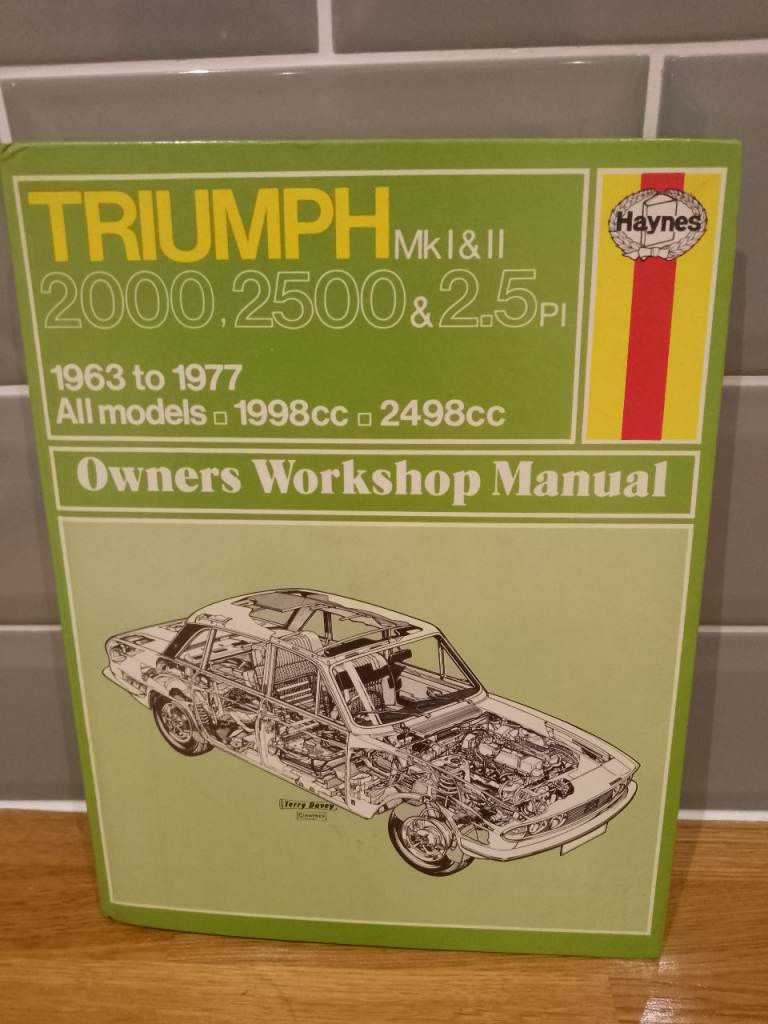 TRIUMPH MkI&II
Haynes
2000, 2500 & 2.5 PI
1963 to 1977
All models □ 1998cc □ 2498cc
Owners Workshop Manual
Terry Davey